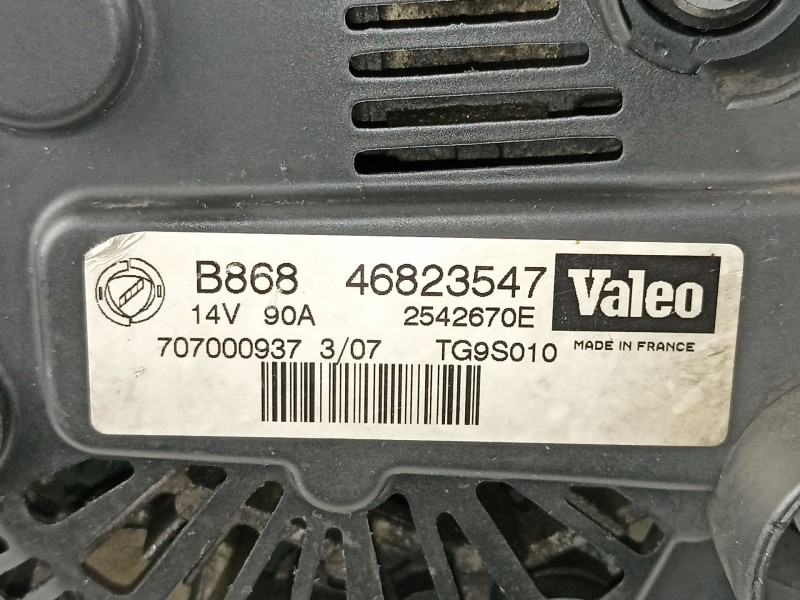 B868 46823547 Valeo
14V 90A 2542670E
707000937 3/07 TG9S010 MADE IN FRANCE